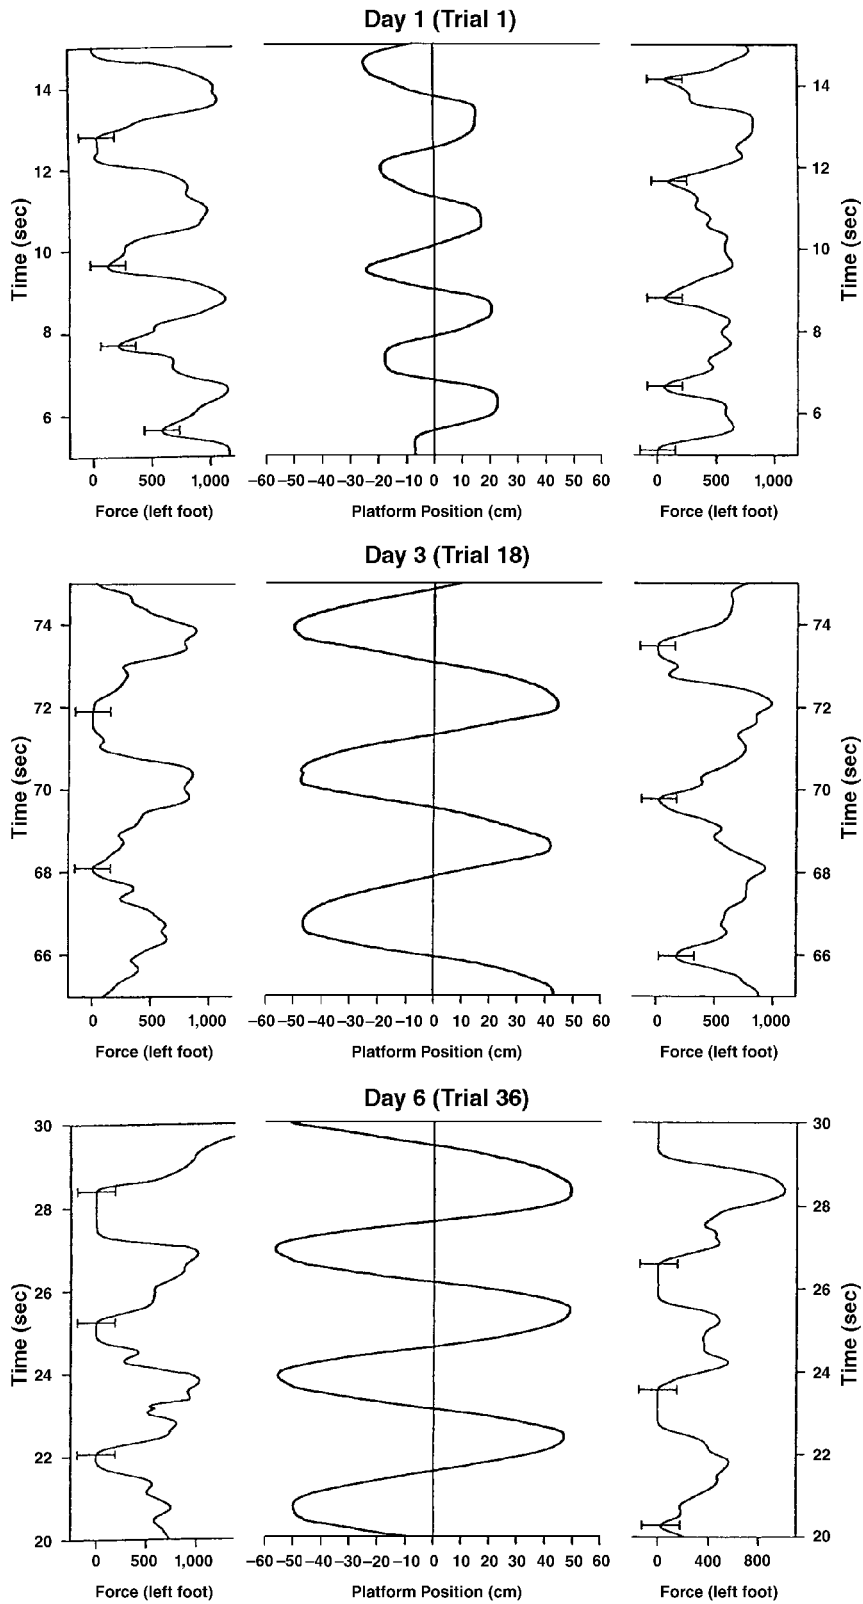 Day 1 (Trial 1)
14
12
10
8
6
Time (sec)
0 500 1,000
Force (left foot)
−60 −50 −40 −30 −20 −10 0 10 20 30 40 50 60
Platform Position (cm)
14
12
10
8
6
Time (sec)
0 500 1,000
Force (left foot)
Day 3 (Trial 18)
74
72
70
68
66
Time (sec)
0 500 1,000
Force (left foot)
−60 −50 −40 −30 −20 −10 0 10 20 30 40 50 60
Platform Position (cm)
74
72
70
68
66
Time (sec)
0 500 1,000
Force (left foot)
Day 6 (Trial 36)
30
28
26
24
22
20
Time (sec)
0 500 1,000
Force (left foot)
−60 −50 −40 −30 −20 −10 0 10 20 30 40 50 60
Platform Position (cm)
30
28
26
24
22
20
Time (sec)
0 400 800
Force (left foot)